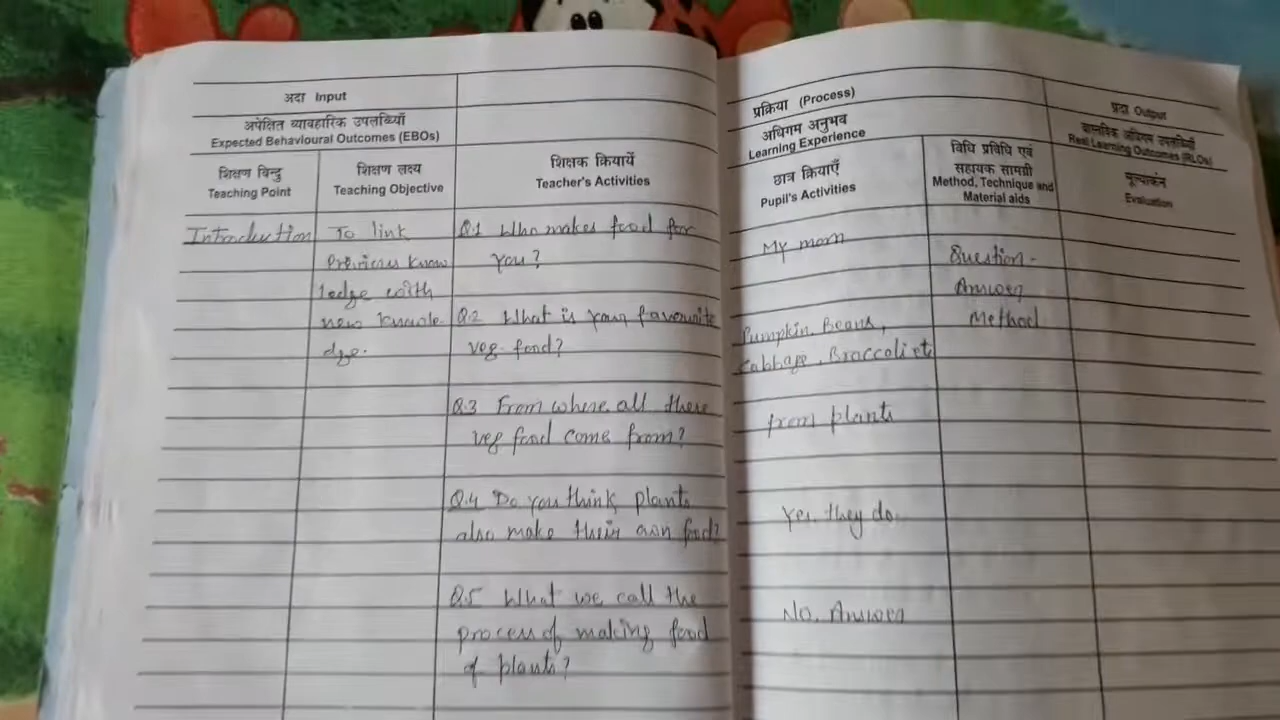 अदा Input
अपेक्षित व्यावहारिक उपलब्धियाँ
Expected Behavioural Outcomes (EBOs)
शिक्षण बिन्दु
Teaching Point
शिक्षण लक्ष्य
Teaching Objective
शिक्षक क्रियायें
Teacher's Activities
Introduction
To link
previous know
ledge with
new knowle-
dge.
Q.1 Who makes food for
you?
Q.2 What is your favourite
veg. food?
Q.3 From where all these
veg food come from?
Q.4 Do you think plants
also make their own food?
Q.5 What we call the
process of making food
of plants?
प्रक्रिया (Process)
अधिगम अनुभव
Learning Experience
छात्र क्रियाएँ
Pupil's Activities
विधि प्रविधि एवं
सहायक सामग्री
Method, Technique and
Material aids
प्रदा Output
वास्तविक अधिगम उपलब्धियाँ
Real Learning Outcomes (RLOs)
मूल्यांकन
Evaluation
My mom
Pumpkin, Beans,
Cabbage, Broccoli et
from plants
Yes, they do.
No. Answer
Question-
Answer
Method